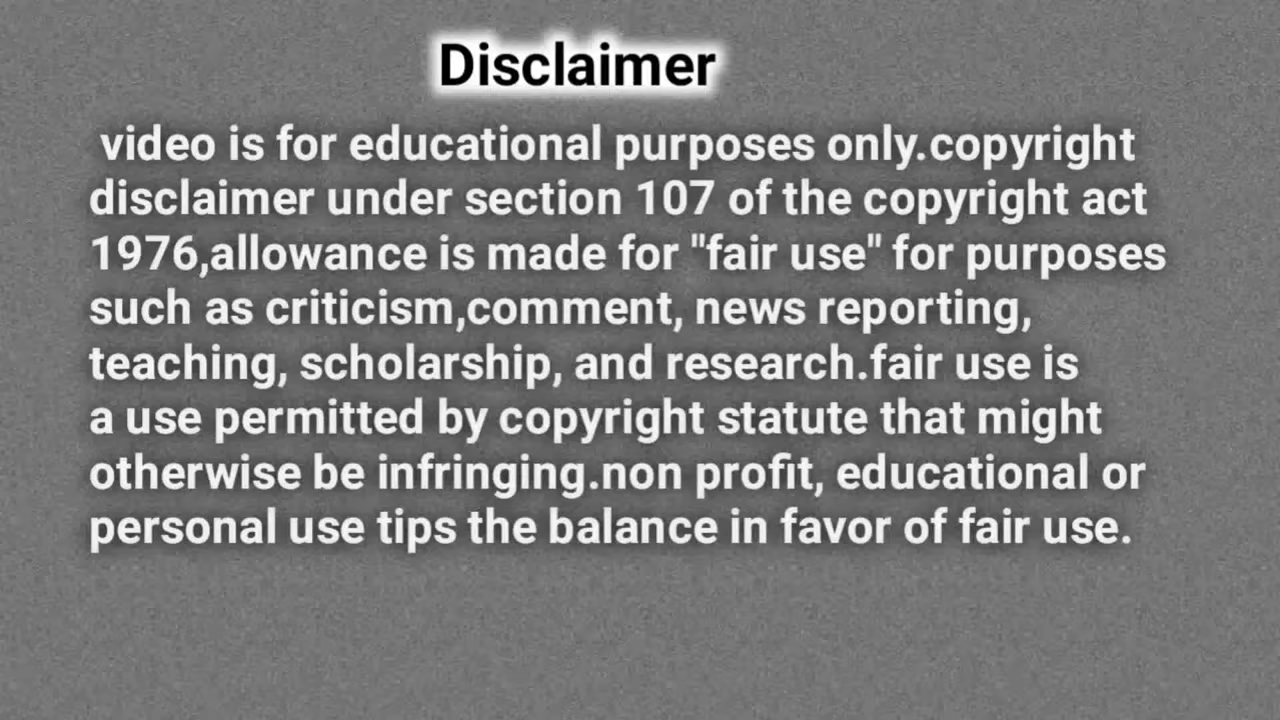 Disclaimer
video is for educational purposes only.copyright
disclaimer under section 107 of the copyright act
1976,allowance is made for "fair use" for purposes
such as criticism,comment, news reporting,
teaching, scholarship, and research.fair use is
a use permitted by copyright statute that might
otherwise be infringing.non profit, educational or
personal use tips the balance in favor of fair use.